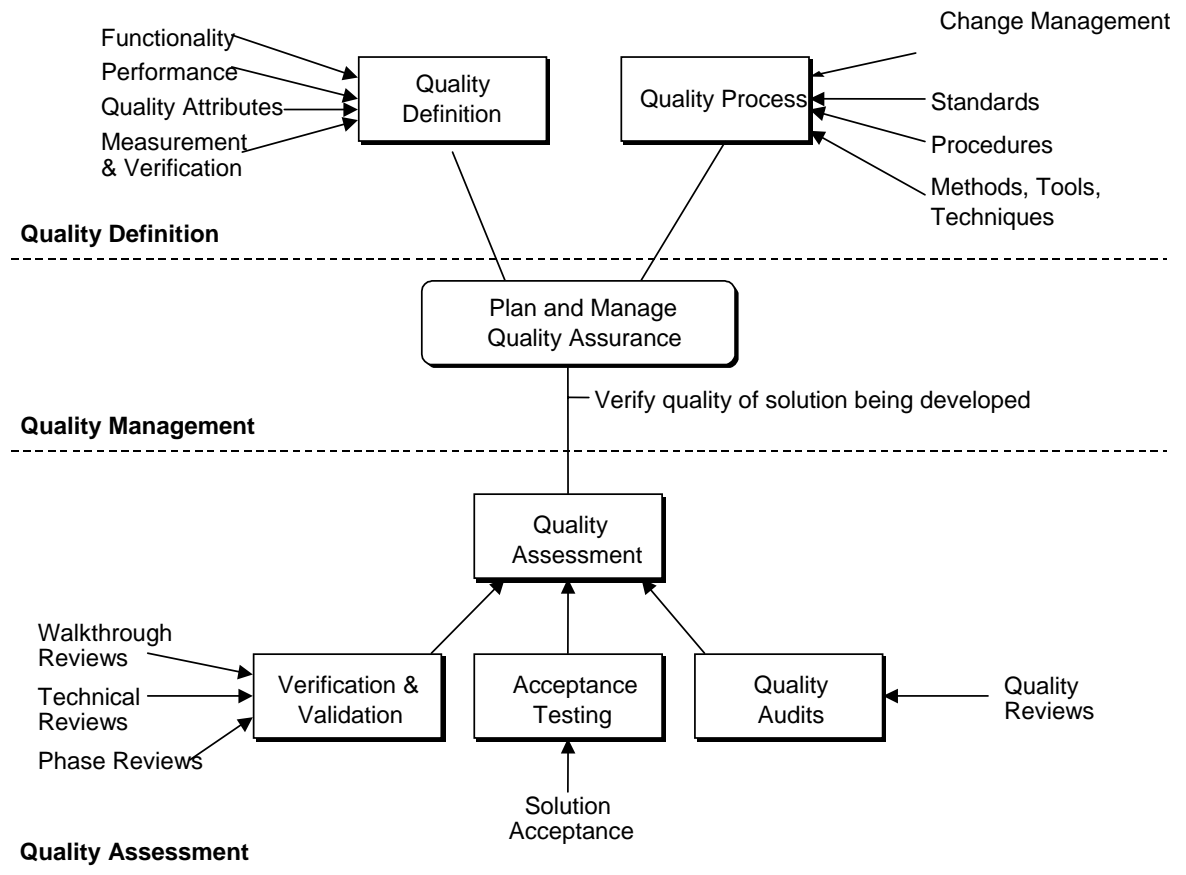 Functionality
Performance
Quality Attributes
Measurement
& Verification
Quality
Definition
Quality Process
Change Management
Standards
Procedures
Methods, Tools,
Techniques
Quality Definition
Plan and Manage
Quality Assurance
Verify quality of solution being developed
Quality Management
Quality
Assessment
Walkthrough
Reviews
Technical
Reviews
Phase Reviews
Verification &
Validation
Acceptance
Testing
Quality
Audits
Quality
Reviews
Solution
Acceptance
Quality Assessment